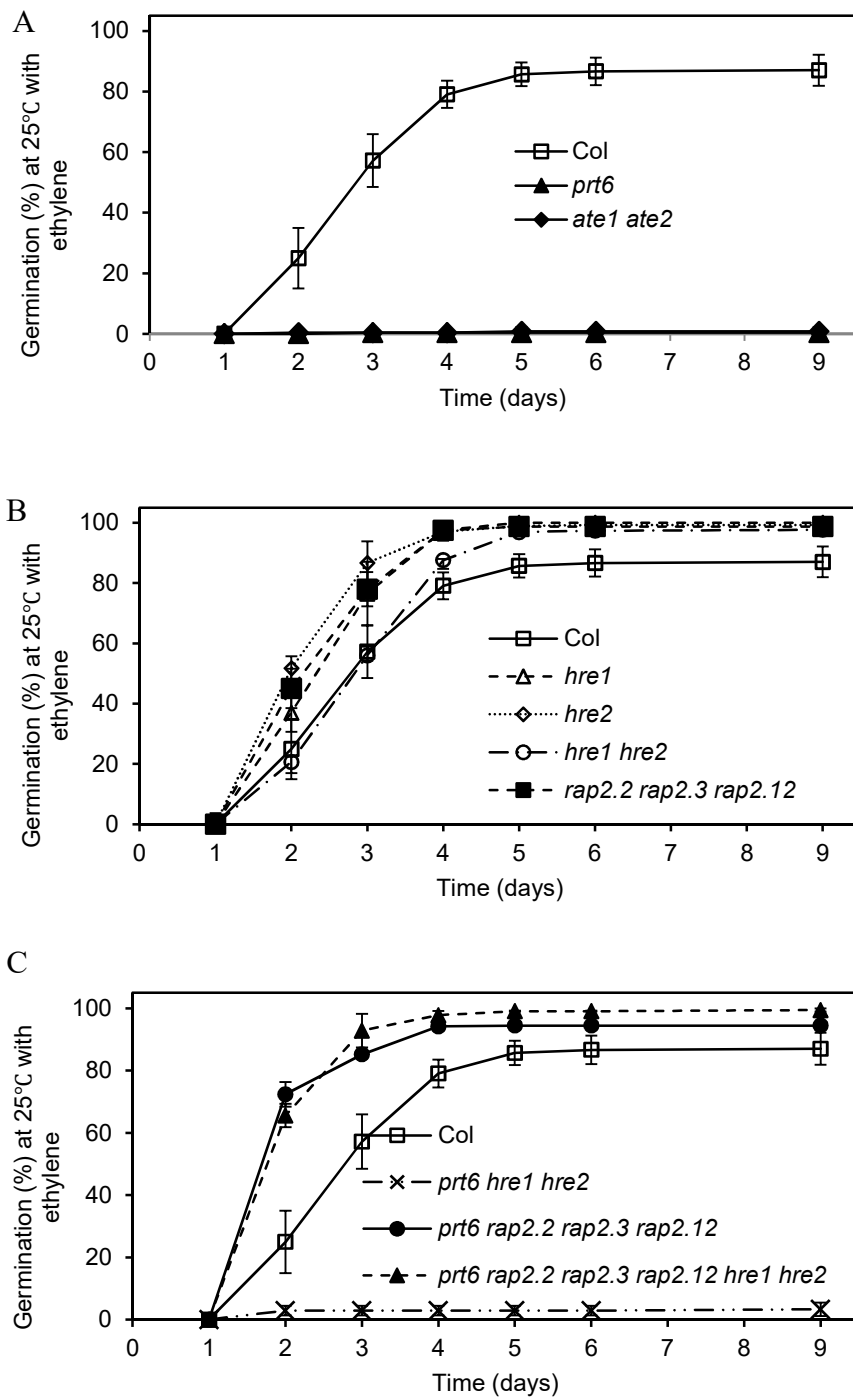 A
Germination (%) at 25℃ with
ethylene
100
80
60
40
20
0
Col
prt6
ate1 ate2
0 1 2 3 4 5 6 7 8 9
Time (days)
B
Germination (%) at 25℃ with
ethylene
100
80
60
40
20
0
Col
hre1
hre2
hre1 hre2
rap2.2 rap2.3 rap2.12
0 1 2 3 4 5 6 7 8 9
Time (days)
C
Germination (%) at 25℃ with
ethylene
100
80
60
40
20
0
Col
prt6 hre1 hre2
prt6 rap2.2 rap2.3 rap2.12
prt6 rap2.2 rap2.3 rap2.12 hre1 hre2
0 1 2 3 4 5 6 7 8 9
Time (days)